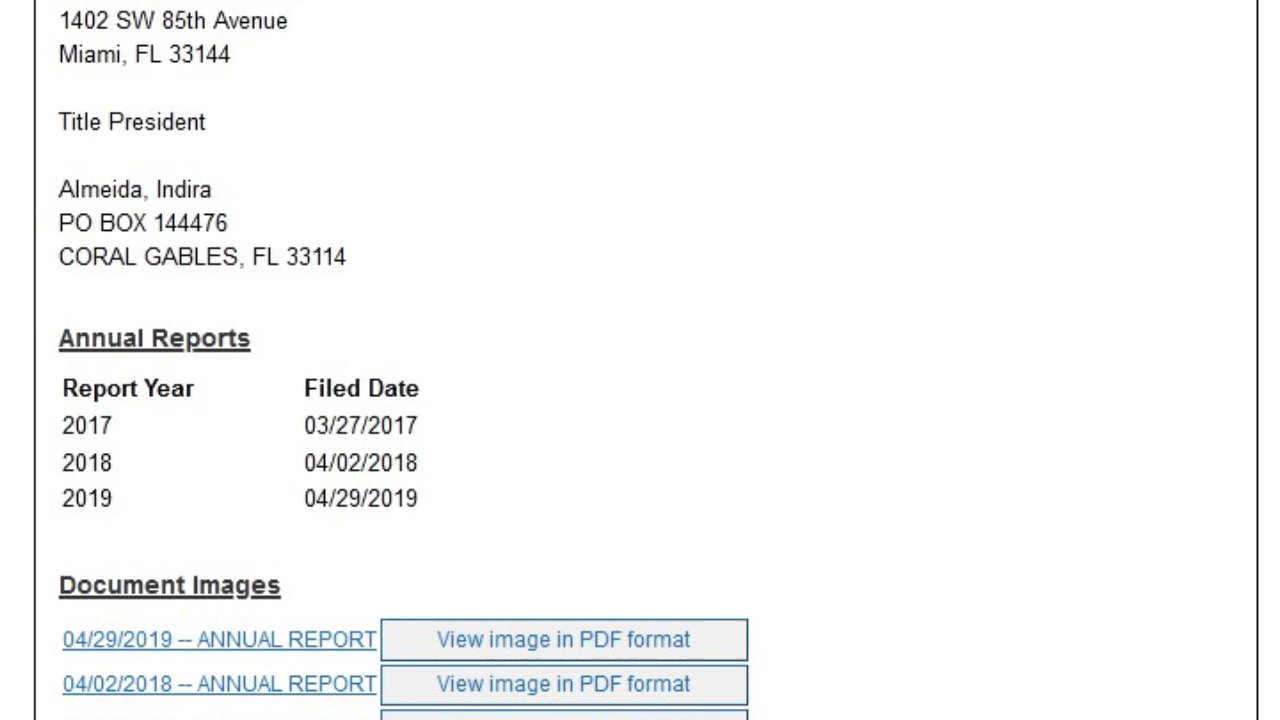 1402 SW 85th Avenue
Miami, FL 33144
Title President
Almeida, Indira
PO BOX 144476
CORAL GABLES, FL 33114
Annual Reports
Report Year Filed Date
2017 03/27/2017
2018 04/02/2018
2019 04/29/2019
Document Images
04/29/2019 -- ANNUAL REPORT View image in PDF format
04/02/2018 -- ANNUAL REPORT View image in PDF format